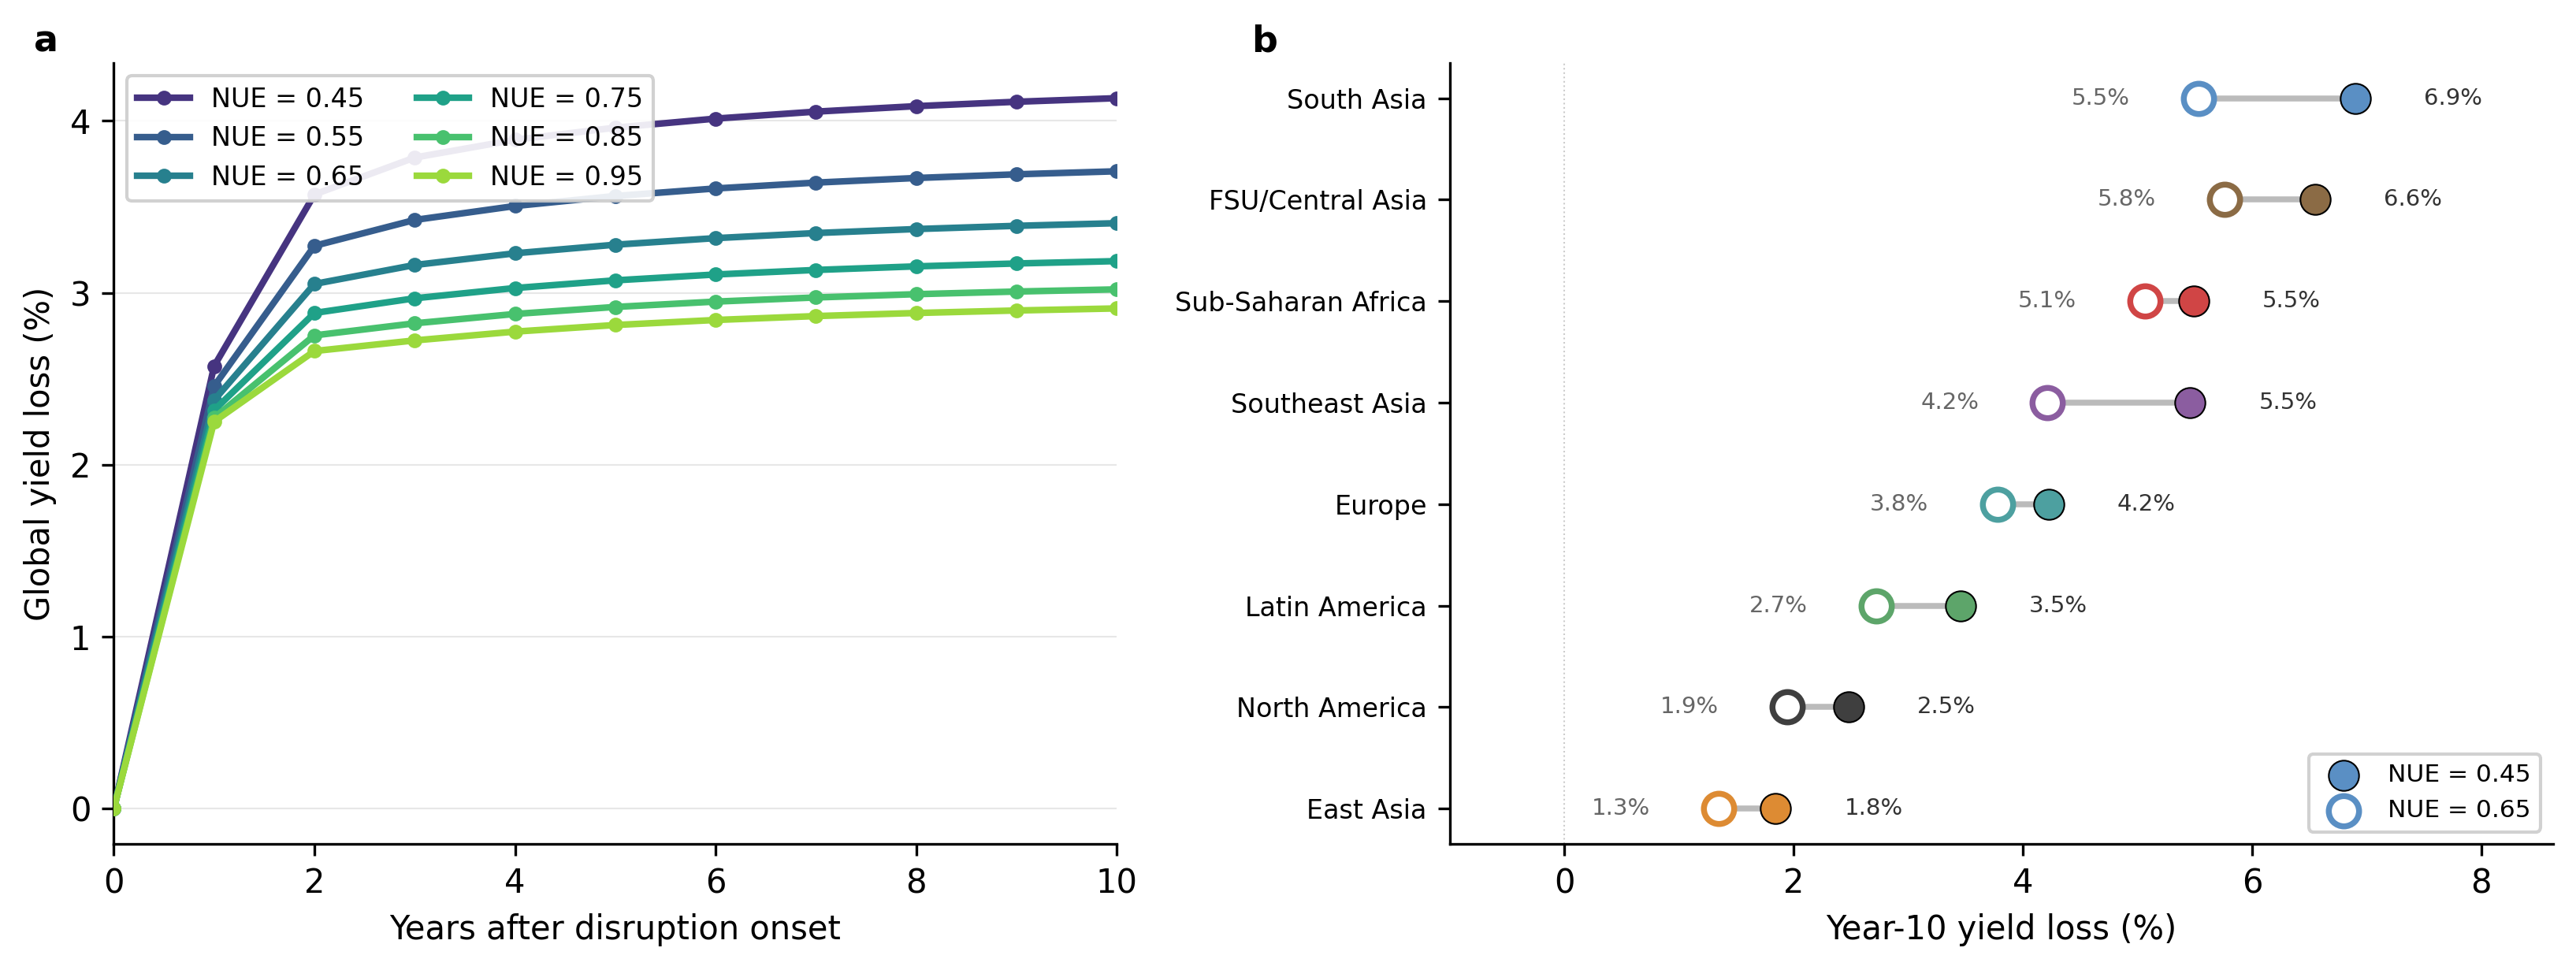 a
NUE = 0.45
NUE = 0.55
NUE = 0.65
NUE = 0.75
NUE = 0.85
NUE = 0.95
Global yield loss (%)
4
3
2
1
0
0 2 4 6 8 10
Years after disruption onset
b
South Asia 5.5% 6.9%
FSU/Central Asia 5.8% 6.6%
Sub-Saharan Africa 5.1% 5.5%
Southeast Asia 4.2% 5.5%
Europe 3.8% 4.2%
Latin America 2.7% 3.5%
North America 1.9% 2.5%
East Asia 1.3% 1.8%
NUE = 0.45
NUE = 0.65
0 2 4 6 8
Year-10 yield loss (%)